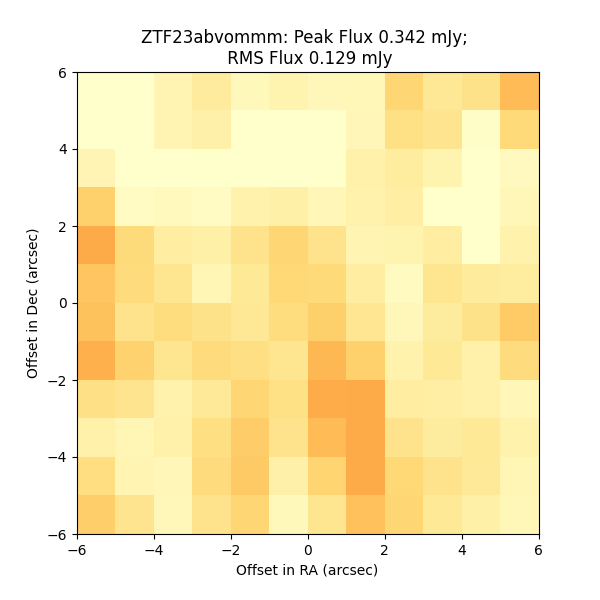 ZTF23abvommm: Peak Flux 0.342 mJy;
RMS Flux 0.129 mJy
6
4
2
0
−2
−4
−6
Offset in Dec (arcsec)
−6 −4 −2 0 2 4 6
Offset in RA (arcsec)